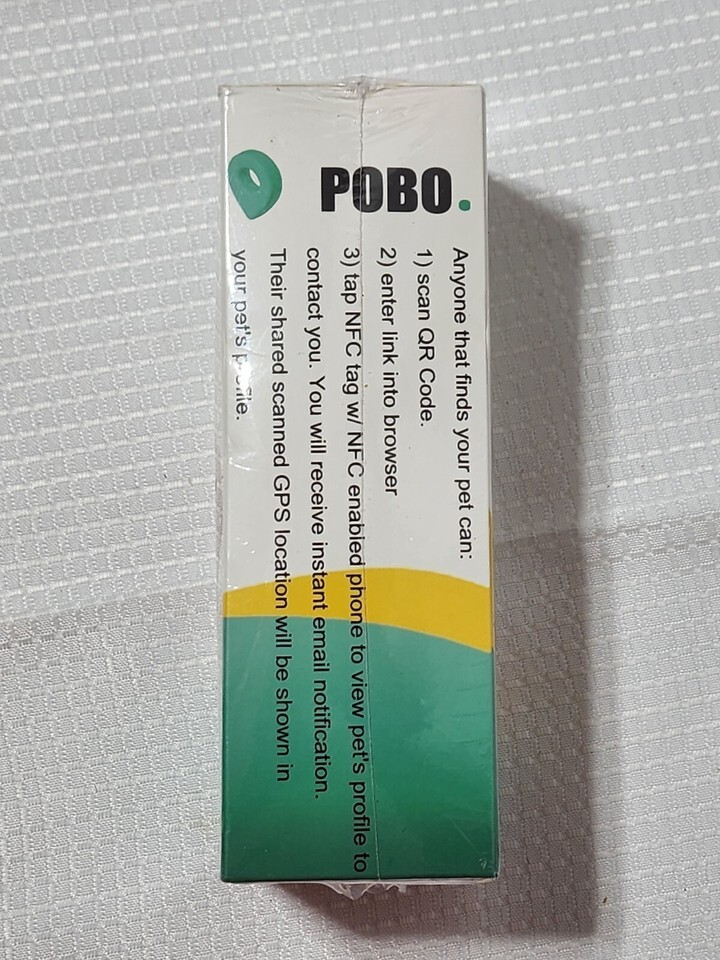 POBO.
Anyone that finds your pet can:
1) scan QR Code.
2) enter link into browser
3) tap NFC tag w/ NFC enabled phone to view pet's profile to
contact you. You will receive instant email notification.
Their shared scanned GPS location will be shown in
your pet's profile.